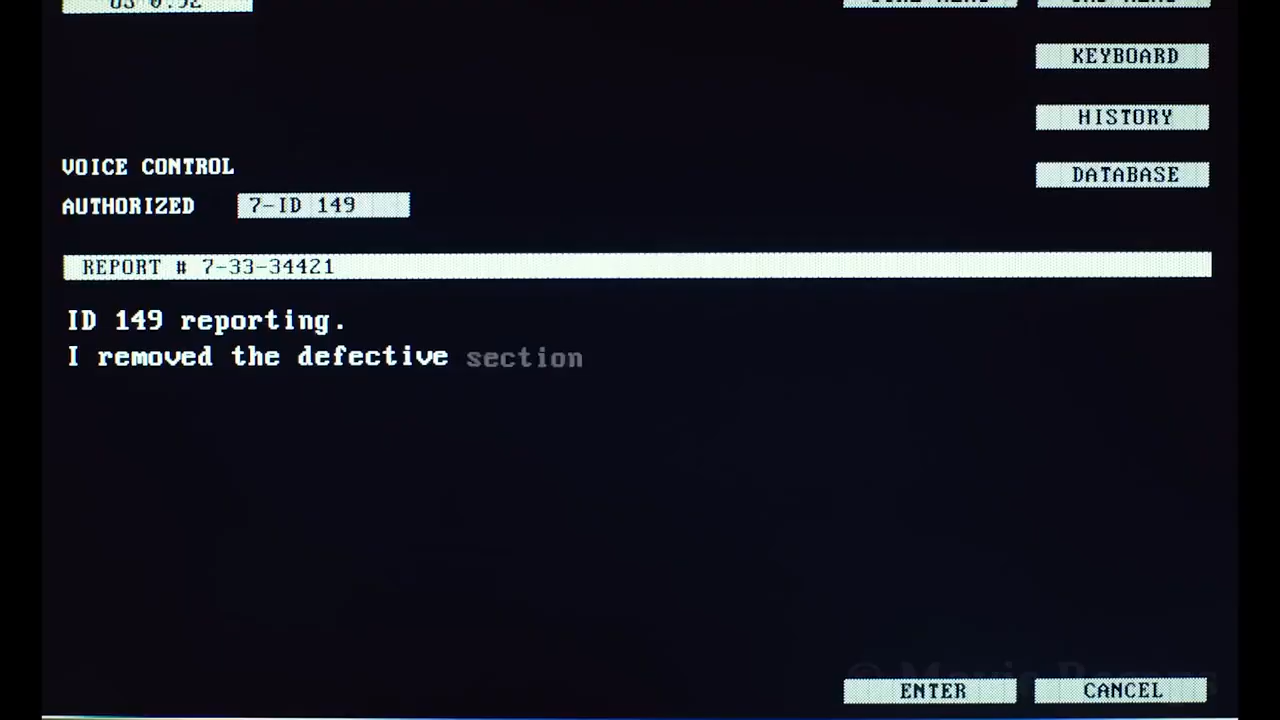 KEYBOARD
HISTORY
VOICE CONTROL
DATABASE
AUTHORIZED 7-ID 149
REPORT # 7-33-34421
ID 149 reporting.
I removed the defective section
ENTER CANCEL